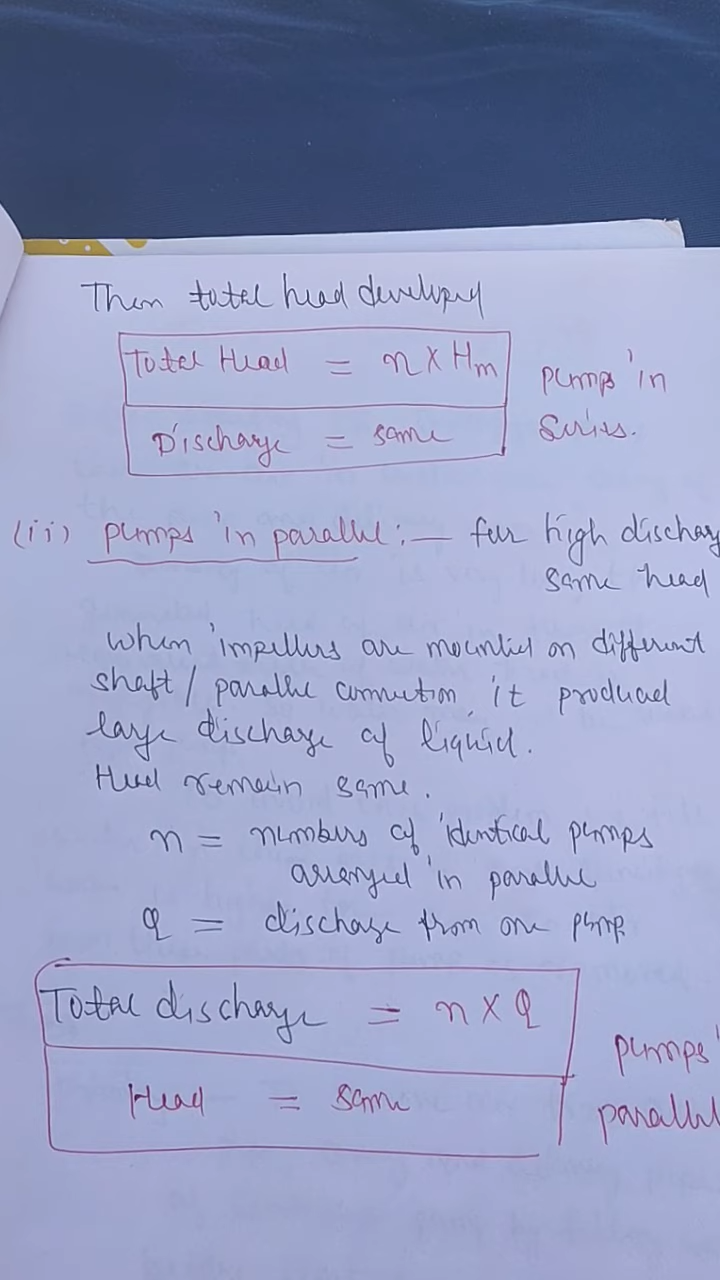 Then total head developed
Total Head = n × Hm
pumps in
Discharge = same
series.
(ii) pumps in parallel :— for high discharg
same head
when impellers are mounted on different
shaft / parallel connection it produced
large discharge of liquid.
Head remain same.
n = numbers of identical pumps
arranged in parallel
Q = discharge from one pump
Total discharge = n × Q
pumps
Head = same
parallel